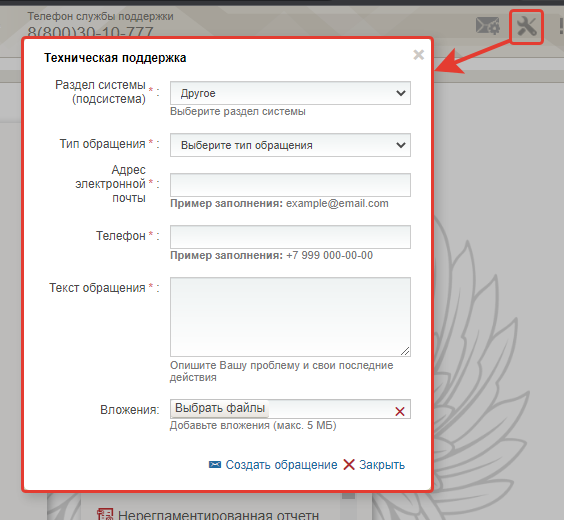 Телефон службы поддержки
8(800)30-10-777
Техническая поддержка
Раздел системы
(подсистема) * :
Другое
Выберите раздел системы
Тип обращения * :
Выберите тип обращения
Адрес
электронной * :
почты
Пример заполнения: example@email.com
Телефон * :
Пример заполнения: +7 999 000-00-00
Текст обращения * :
Опишите Вашу проблему и свои последние
действия
Вложения:
Выбрать файлы
Добавьте вложения (макс. 5 МБ)
Создать обращение
Закрыть
Нерегламентированная отчетн